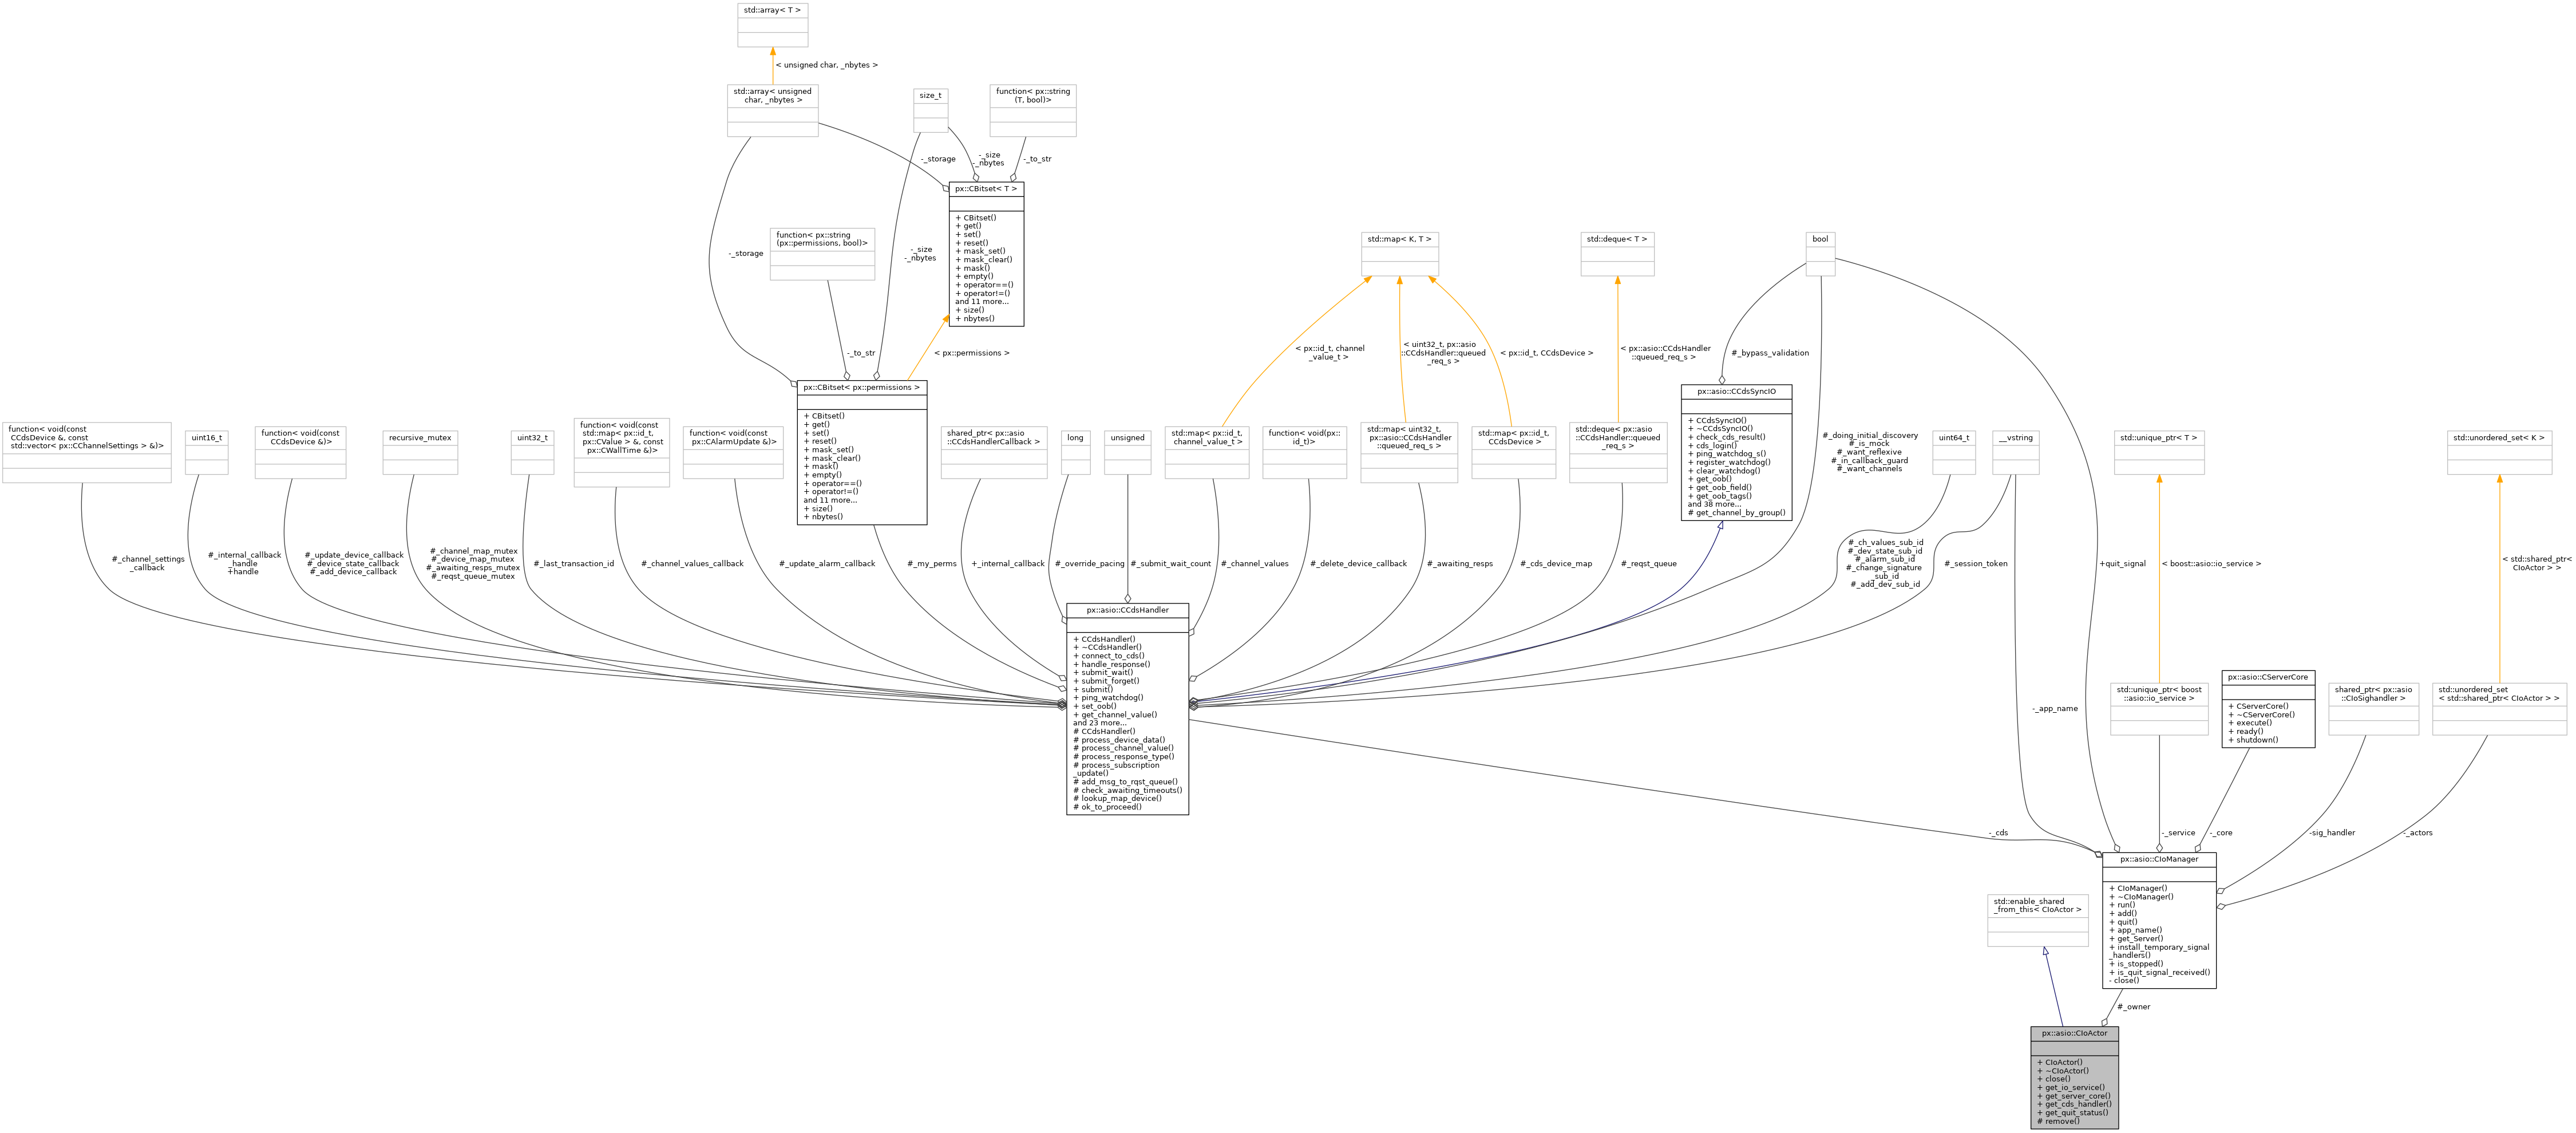 std::array< T >
< unsigned char, _nbytes >
std::array< unsigned
char, _nbytes >
size_t
function< px::string
(T, bool)>
-_storage
-_size
-_nbytes
-_to_str
px::CBitset< T >
+ CBitset()
+ get()
+ set()
+ reset()
+ mask_set()
+ mask_clear()
+ mask()
+ empty()
+ operator==()
+ operator!=()
and 11 more...
+ size()
+ nbytes()
function< px::string
(px::permissions, bool)>
-_storage
-_size
-_nbytes
std::map< K, T >
std::deque< T >
bool
-_to_str
< px::permissions >
< px::id_t, channel
_value_t >
< uint32_t, px::asio
::CCdsHandler::queued
_req_s >
< px::id_t, CCdsDevice >
< px::asio::CCdsHandler
::queued_req_s >
#_bypass_validation
px::CBitset< px::permissions >
+ CBitset()
+ get()
+ set()
+ reset()
+ mask_set()
+ mask_clear()
+ mask()
+ empty()
+ operator==()
+ operator!=()
and 11 more...
+ size()
+ nbytes()
px::asio::CCdsSyncIO
+ CCdsSyncIO()
+ ~CCdsSyncIO()
+ check_cds_result()
+ cds_login()
+ ping_watchdog_s()
+ register_watchdog()
+ clear_watchdog()
+ get_oob()
+ get_oob_field()
+ get_oob_tags()
and 38 more...
# get_channel_by_group()
function< void(const
CCdsDevice &, const
std::vector< px::CChannelSettings > &)>
uint16_t
function< void(const
CCdsDevice &)>
recursive_mutex
uint32_t
function< void(const
std::map< px::id_t,
px::CValue > &, const
px::CWallTime &)>
function< void(const
px::CAlarmUpdate &)>
shared_ptr< px::asio
::CCdsHandlerCallback >
long
unsigned
std::map< px::id_t,
channel_value_t >
function< void(px::
id_t)>
std::map< uint32_t,
px::asio::CCdsHandler
::queued_req_s >
std::map< px::id_t,
CCdsDevice >
std::deque< px::asio
::CCdsHandler::queued
_req_s >
#_doing_initial_discovery
#_is_mock
#_want_reflexive
#_in_callback_guard
#_want_channels
uint64_t
__vstring
std::unique_ptr< T >
std::unordered_set< K >
#_channel_settings
_callback
#_internal_callback
_handle
+handle
#_update_device_callback
#_device_state_callback
#_add_device_callback
#_channel_map_mutex
#_device_map_mutex
#_awaiting_resps_mutex
#_reqst_queue_mutex
#_last_transaction_id
#_channel_values_callback
#_update_alarm_callback
#_my_perms
+_internal_callback
#_override_pacing
#_submit_wait_count
#_channel_values
#_delete_device_callback
#_awaiting_resps
#_cds_device_map
#_reqst_queue
#_ch_values_sub_id
#_dev_state_sub_id
#_alarm_sub_id
#_change_signature
_sub_id
#_add_dev_sub_id
#_session_token
+quit_signal
< boost::asio::io_service >
< std::shared_ptr<
CIoActor > >
px::asio::CCdsHandler
+ CCdsHandler()
+ ~CCdsHandler()
+ connect_to_cds()
+ handle_response()
+ submit_wait()
+ submit_forget()
+ submit()
+ ping_watchdog()
+ set_oob()
+ get_channel_value()
and 23 more...
# CCdsHandler()
# process_device_data()
# process_channel_value()
# process_response_type()
# process_subscription
_update()
# add_msg_to_rqst_queue()
# check_awaiting_timeouts()
# lookup_map_device()
# ok_to_proceed()
-_app_name
std::unique_ptr< boost
::asio::io_service >
px::asio::CServerCore
+ CServerCore()
+ ~CServerCore()
+ execute()
+ ready()
+ shutdown()
shared_ptr< px::asio
::CIoSighandler >
std::unordered_set
< std::shared_ptr< CIoActor > >
-_cds
-_service
-_core
-sig_handler
-_actors
px::asio::CIoManager
+ CIoManager()
+ ~CIoManager()
+ run()
+ add()
+ quit()
+ app_name()
+ get_Server()
+ install_temporary_signal
_handlers()
+ is_stopped()
+ is_quit_signal_received()
- close()
std::enable_shared
_from_this< CIoActor >
#_owner
px::asio::CIoActor
+ CIoActor()
+ ~CIoActor()
+ close()
+ get_io_service()
+ get_server_core()
+ get_cds_handler()
+ get_quit_status()
# remove()